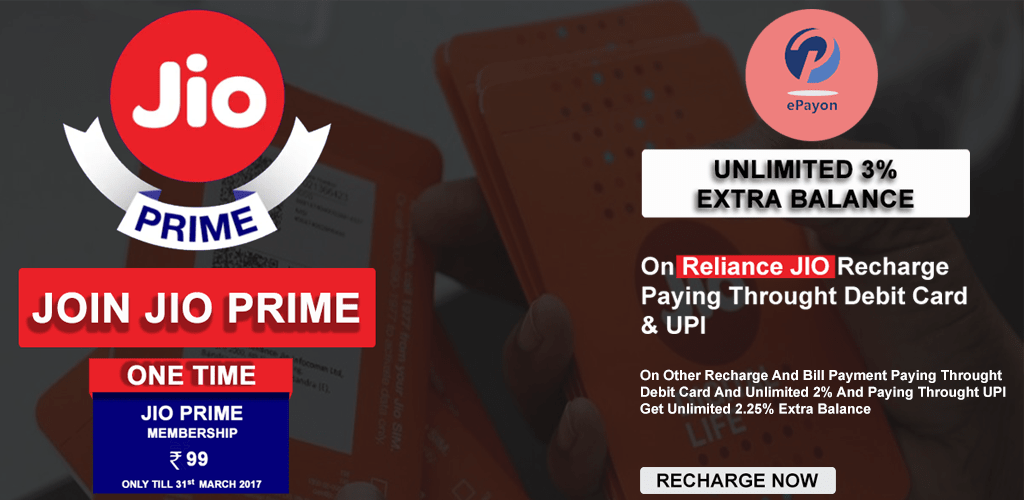 Jio
PRIME
JOIN JIO PRIME
ONE TIME
JIO PRIME
MEMBERSHIP
₹ 99
ONLY TILL 31st MARCH 2017
ePayon
UNLIMITED 3%
EXTRA BALANCE
On Reliance JIO Recharge
Paying Throught Debit Card
& UPI
On Other Recharge And Bill Payment Paying Throught
Debit Card And Unlimited 2% And Paying Throught UPI
Get Unlimited 2.25% Extra Balance
LIFE
RECHARGE NOW